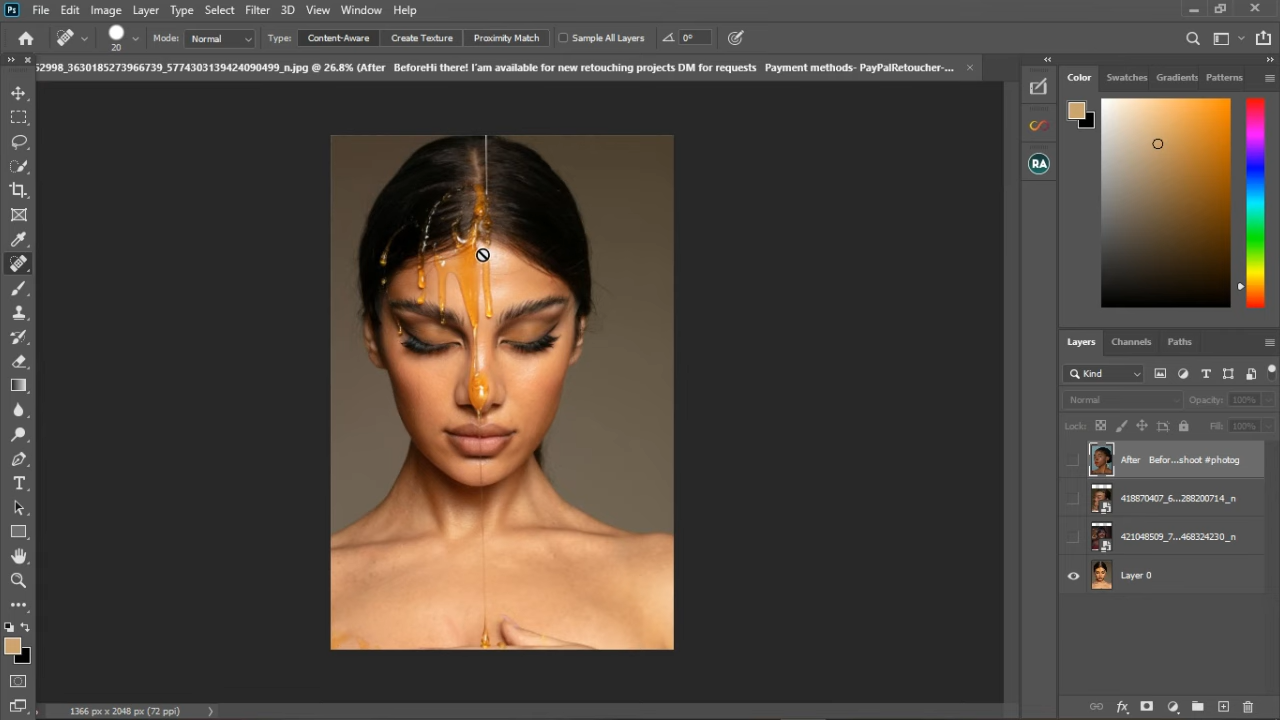 Ps File Edit Image Layer Type Select Filter 3D View Window Help
20 Mode: Normal Type: Content-Aware Create Texture Proximity Match Sample All Layers 0°
52998_3630185273966739_5774303139424090499_n.jpg @ 26.8% (After BeforeHi there! I'am available for new retouching projects DM for requests Payment methods- PayPalRetoucher-...
Color Swatches Gradients Patterns
RA
Layers Channels Paths
Kind
Normal Opacity: 100%
Lock: Fill: 100%
After Befor...shoot #photog
418870407_6...288200714_n
421048509_7...468324230_n
Layer 0
1366 px x 2048 px (72 ppi)
fx